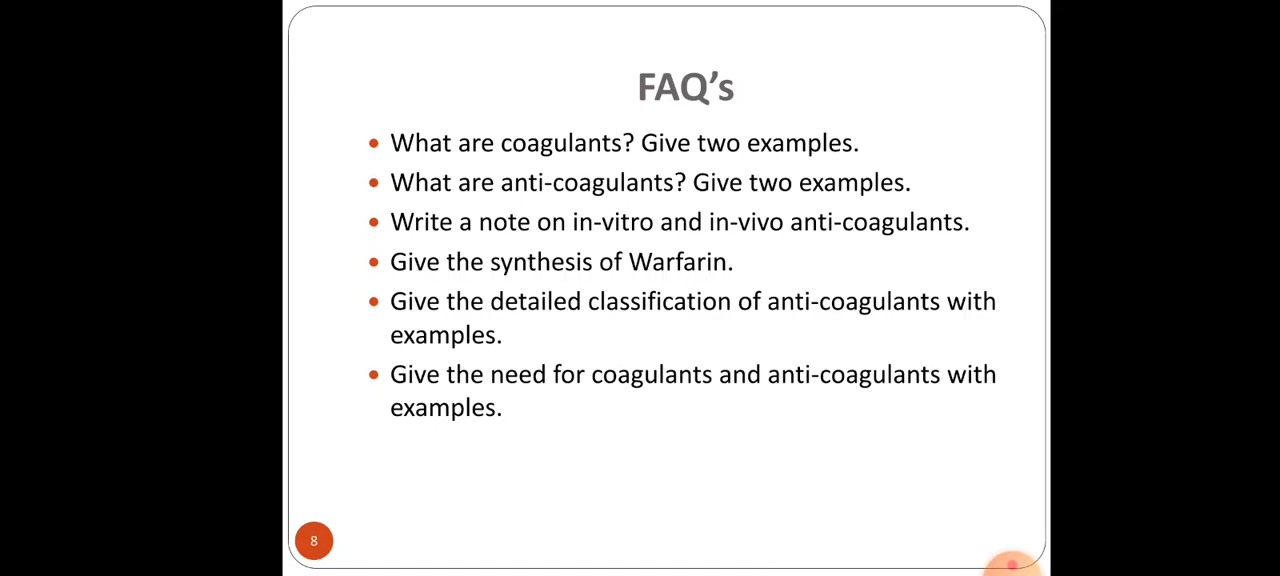 FAQ’s
• What are coagulants? Give two examples.
• What are anti-coagulants? Give two examples.
• Write a note on in-vitro and in-vivo anti-coagulants.
• Give the synthesis of Warfarin.
• Give the detailed classification of anti-coagulants with
examples.
• Give the need for coagulants and anti-coagulants with
examples.
8